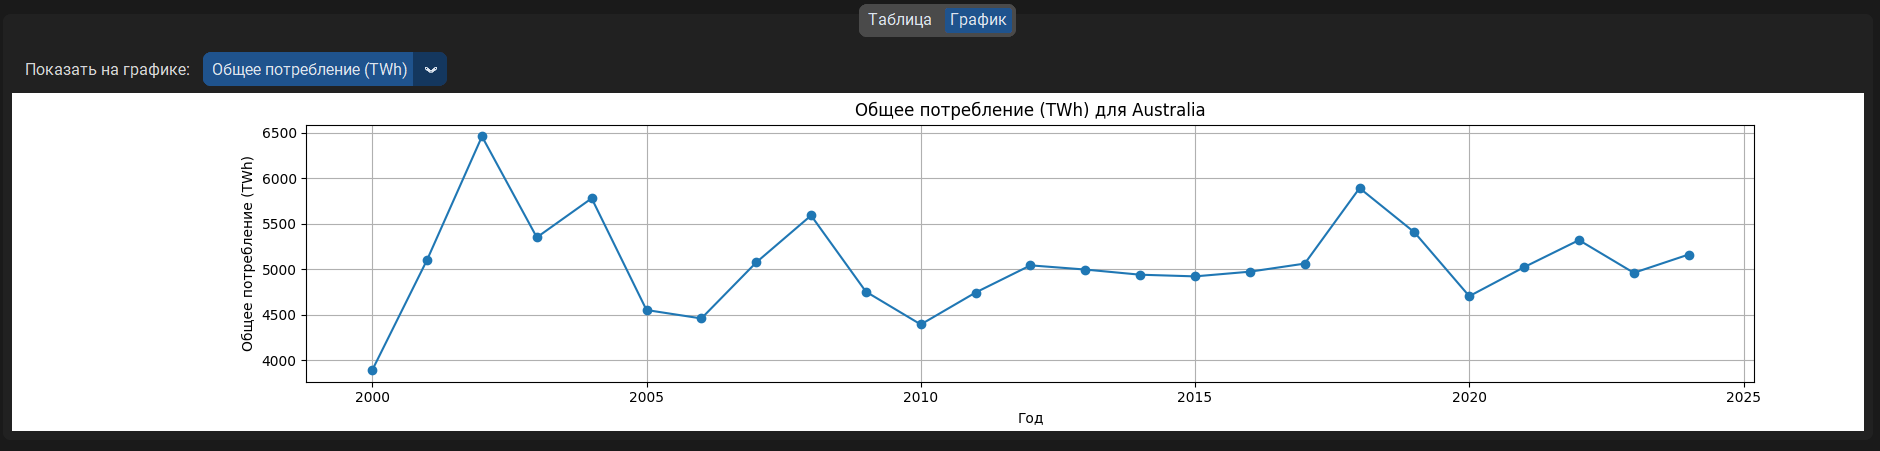 Таблица График
Показать на графике: Общее потребление (TWh)
Общее потребление (TWh) для Australia
Общее потребление (TWh)
6500
6000
5500
5000
4500
4000
2000 2005 2010 2015 2020 2025
Год